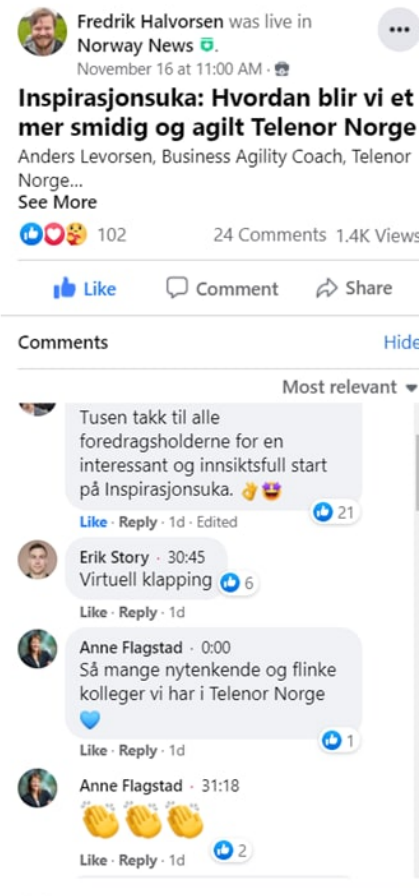 Fredrik Halvorsen was live in
Norway News.
November 16 at 11:00 AM ·
Inspirasjonsuka: Hvordan blir vi et
mer smidig og agilt Telenor Norge
Anders Levorsen, Business Agility Coach, Telenor
Norge...
See More
102 24 Comments 1.4K Views
Like Comment Share
Comments Hide
Most relevant
Tusen takk til alle
foredragsholderne for en
interessant og innsiktsfull start
på Inspirasjonsuka. 👌🤩
21
Like · Reply · 1d · Edited
Erik Story · 30:45
Virtuell klapping 6
Like · Reply · 1d
Anne Flagstad · 0:00
Så mange nytenkende og flinke
kolleger vi har i Telenor Norge
💙
1
Like · Reply · 1d
Anne Flagstad · 31:18
👏👏👏
2
Like · Reply · 1d